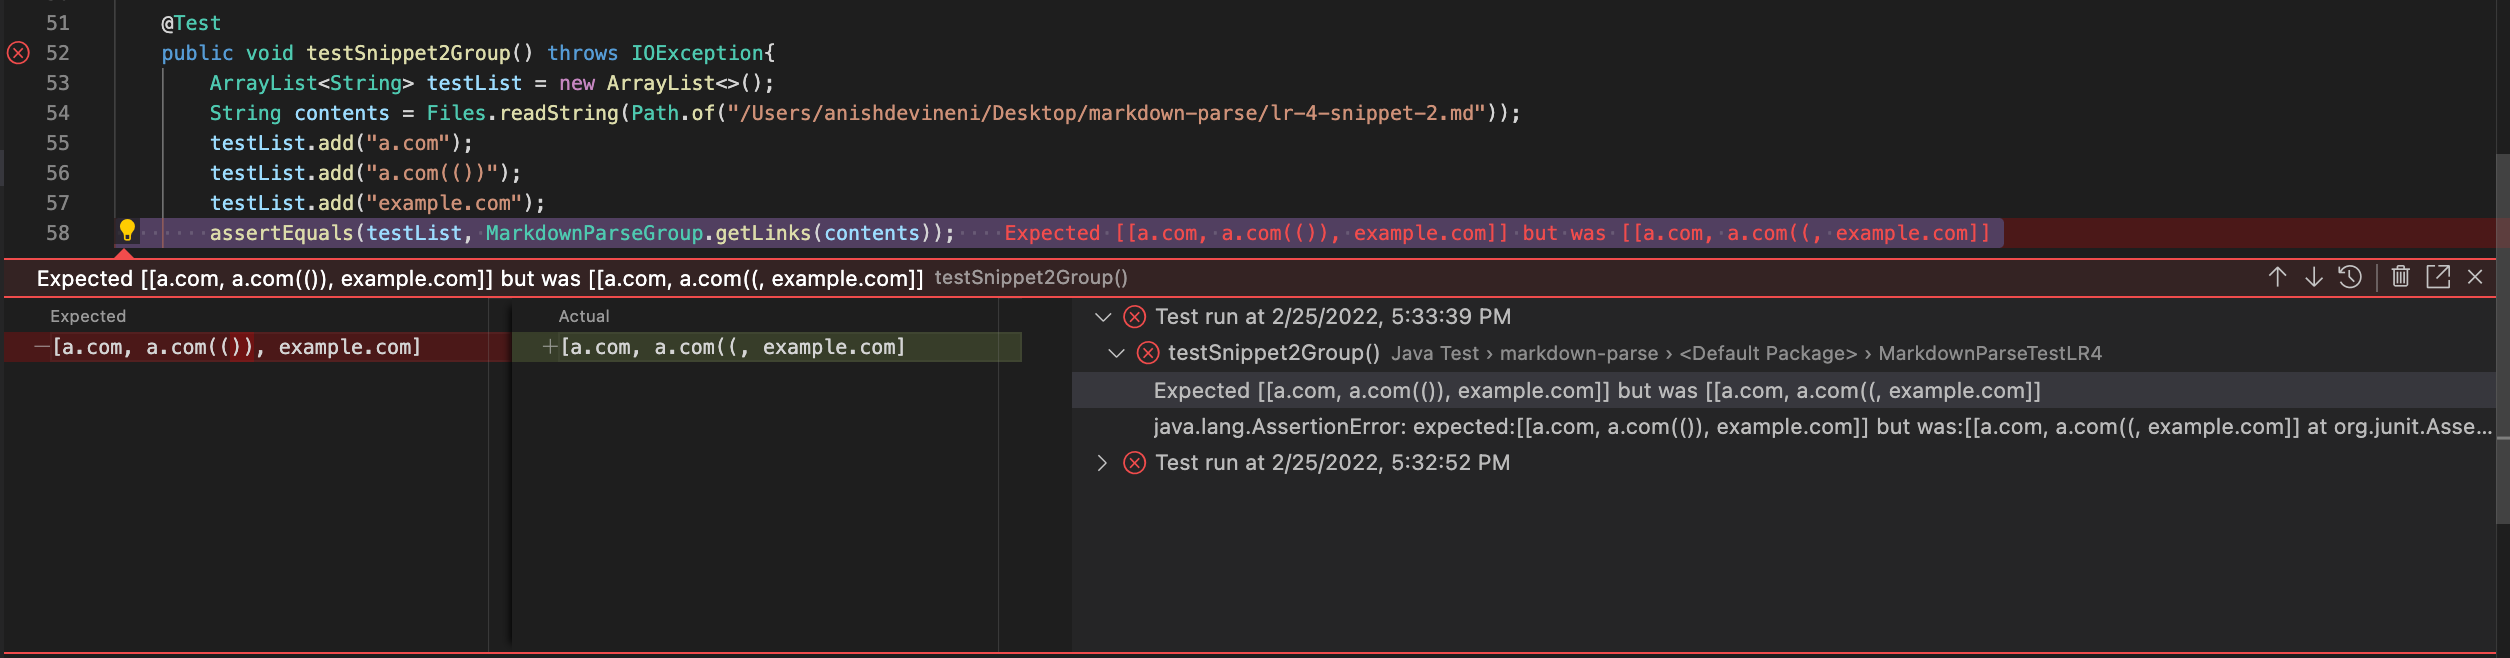 51 @Test
52 public void testSnippet2Group() throws IOException{
53 ArrayList<String> testList = new ArrayList<>();
54 String contents = Files.readString(Path.of("/Users/anishdevineni/Desktop/markdown-parse/lr-4-snippet-2.md"));
55 testList.add("a.com");
56 testList.add("a.com(())");
57 testList.add("example.com");
58 assertEquals(testList, MarkdownParseGroup.getLinks(contents)); Expected [[a.com, a.com(()), example.com]] but was [[a.com, a.com((, example.com]]
Expected [[a.com, a.com(()), example.com]] but was [[a.com, a.com((, example.com]] testSnippet2Group()
Expected
−[a.com, a.com(()), example.com]
Actual
+[a.com, a.com((, example.com]
Test run at 2/25/2022, 5:33:39 PM
testSnippet2Group() Java Test › markdown-parse › <Default Package> › MarkdownParseTestLR4
Expected [[a.com, a.com(()), example.com]] but was [[a.com, a.com((, example.com]]
java.lang.AssertionError: expected:[[a.com, a.com(()), example.com]] but was:[[a.com, a.com((, example.com]] at org.junit.Asse...
Test run at 2/25/2022, 5:32:52 PM